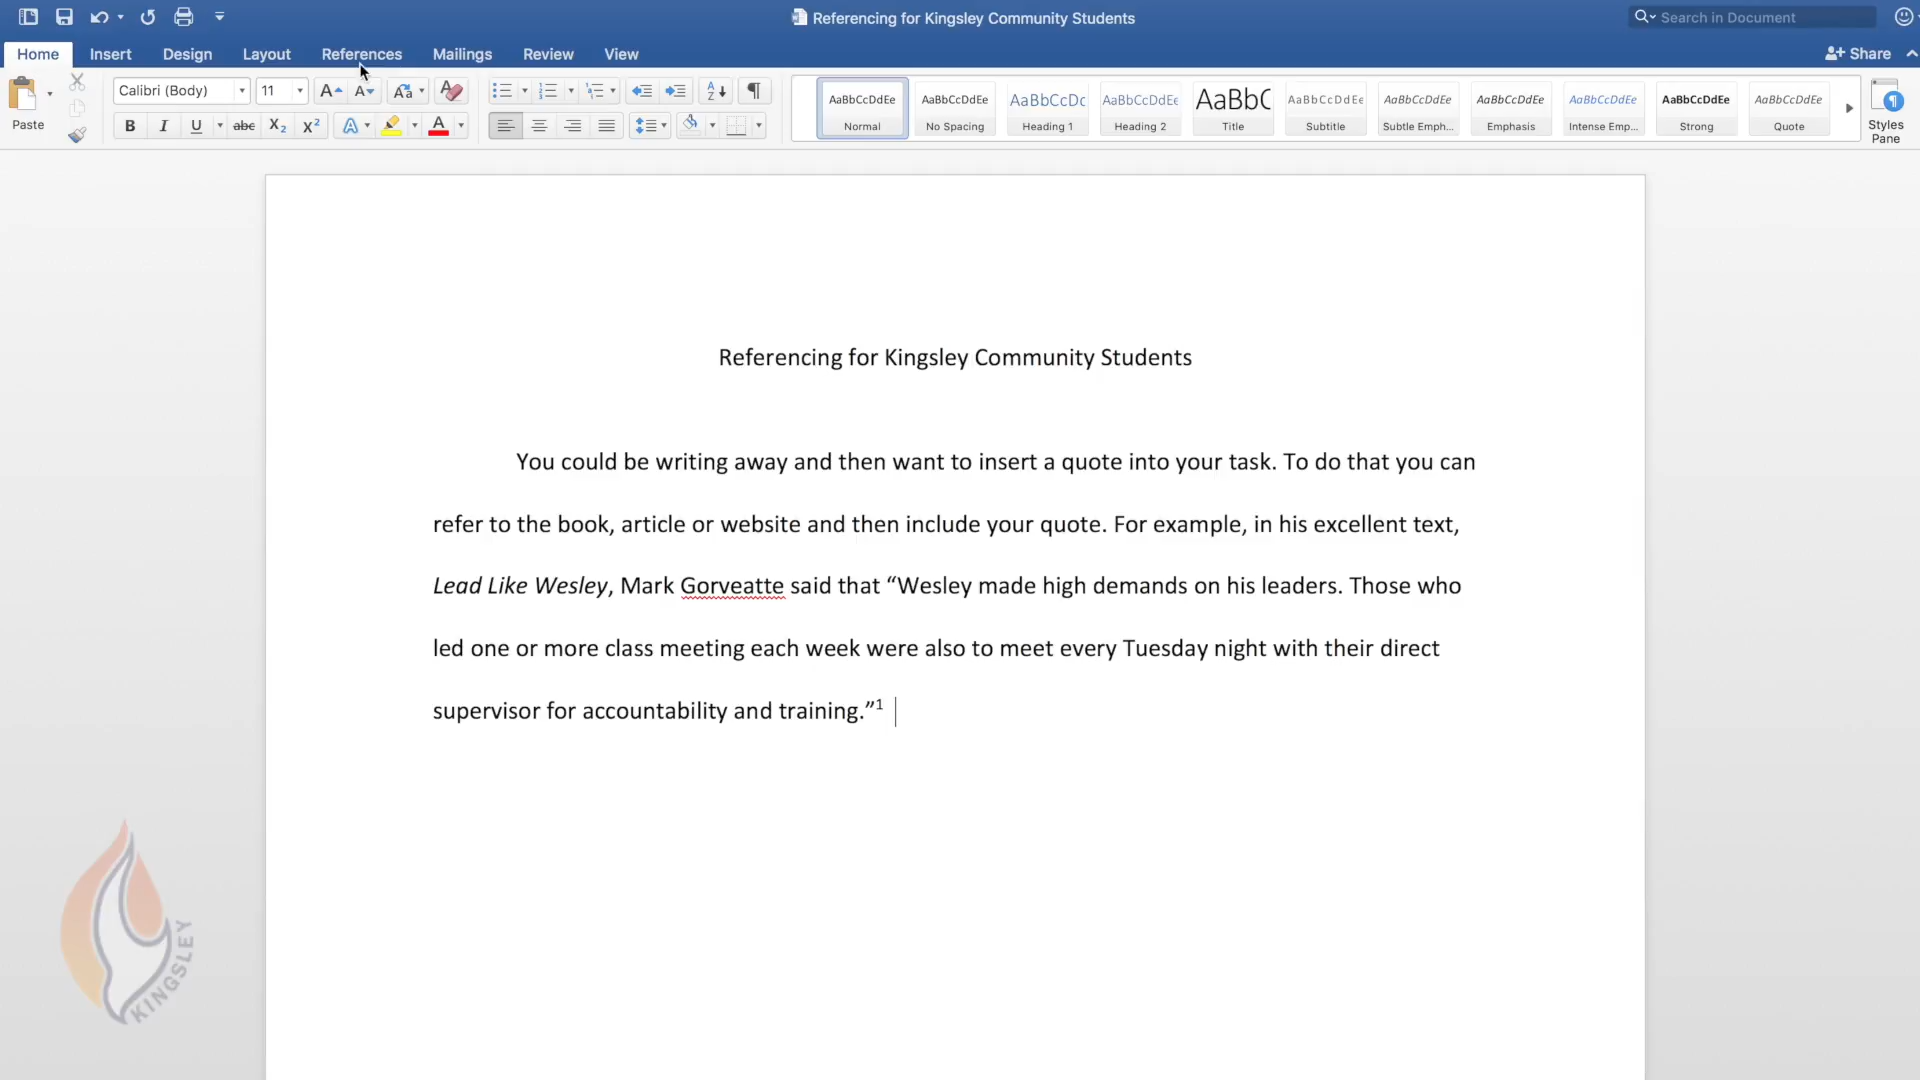 Referencing for Kingsley Community Students
Search in Document
Home Insert Design Layout References Mailings Review View
Share
Paste
Calibri (Body) 11
AaBbCcDdEe AaBbCcDdEe AaBbCcDc AaBbCcDdEe AaBbC AaBbCcDdEe AaBbCcDdEe AaBbCcDdEe AaBbCcDdEe AaBbCcDdEe AaBbCcDdEe
Normal No Spacing Heading 1 Heading 2 Title Subtitle Subtle Emph... Emphasis Intense Emp... Strong Quote
Styles
Pane
B I U abc X2 X2 A A
Referencing for Kingsley Community Students
You could be writing away and then want to insert a quote into your task. To do that you can
refer to the book, article or website and then include your quote. For example, in his excellent text,
Lead Like Wesley, Mark Gorveatte said that “Wesley made high demands on his leaders. Those who
led one or more class meeting each week were also to meet every Tuesday night with their direct
supervisor for accountability and training.”1
KINGSLEY